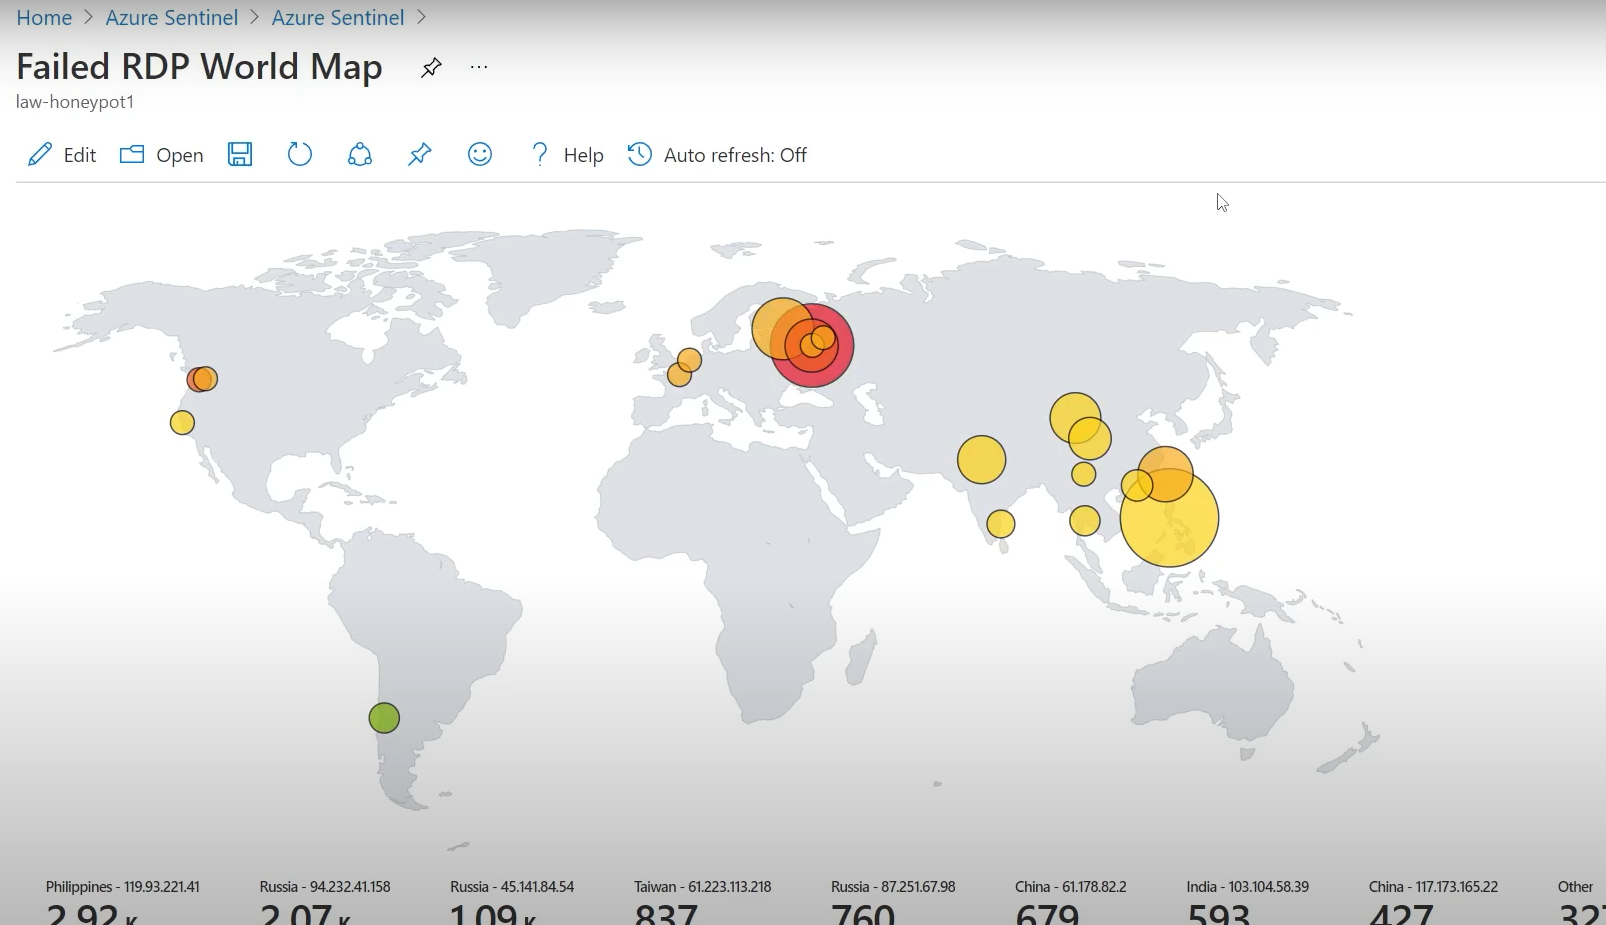 Home > Azure Sentinel > Azure Sentinel >
Failed RDP World Map ...
law-honeypot1
Edit Open Help Auto refresh: Off
Philippines - 119.93.221.41 Russia - 94.232.41.158 Russia - 45.141.84.54 Taiwan - 61.223.113.218 Russia - 87.251.67.98 China - 61.178.82.2 India - 103.104.58.39 China - 117.173.165.22 Other
2.92 K 2.07 K 1.09 K 837 760 679 593 427